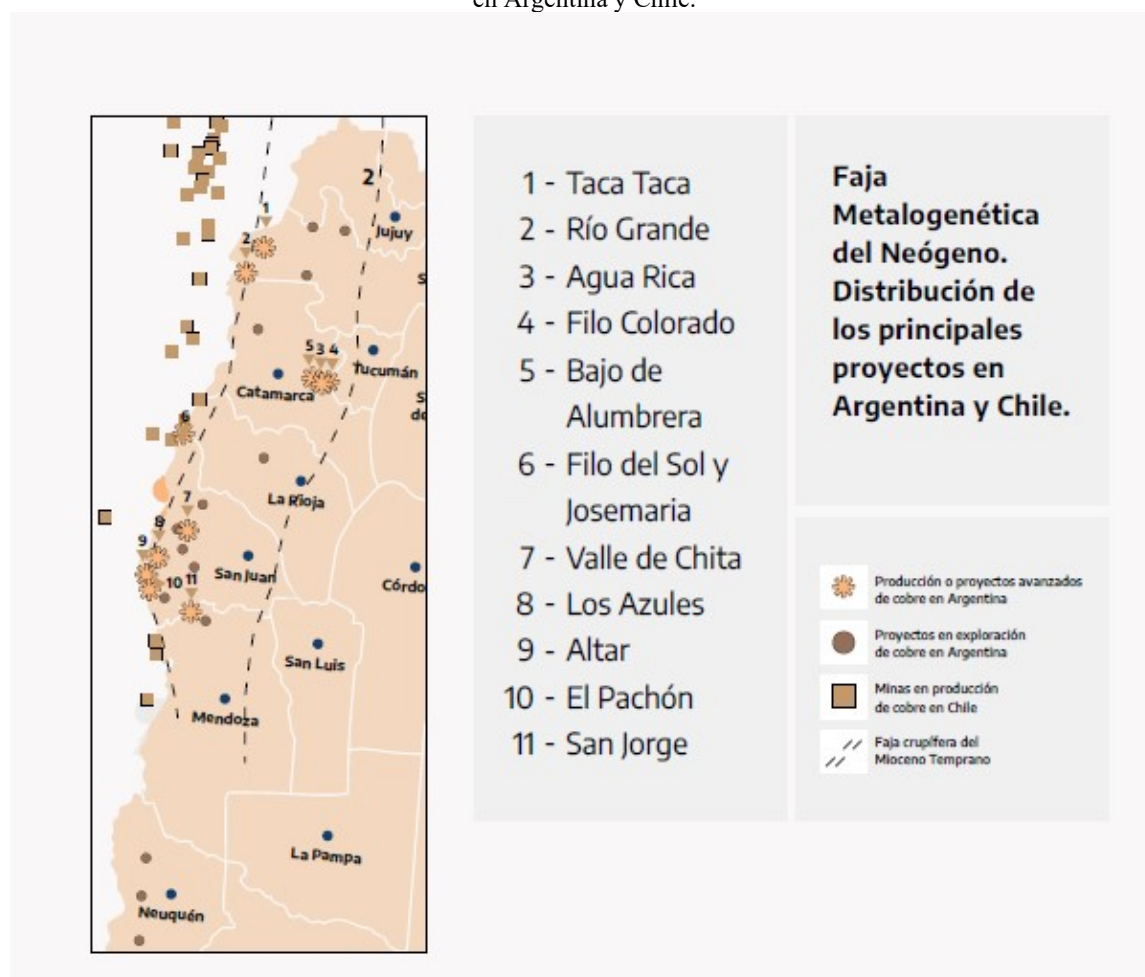 en Argentina y Chile.
2
1
Jujuy
2
S
5 3 4
Tucumán
Catamarca
S
de
6
La Rioja
7
8
9
San Juan
10 11
Córdo
San Luis
Mendoza
La Pampa
Neuquén
1 - Taca Taca
2 - Río Grande
3 - Agua Rica
4 - Filo Colorado
5 - Bajo de
Alumbrera
6 - Filo del Sol y
Josemaria
7 - Valle de Chita
8 - Los Azules
9 - Altar
10 - El Pachón
11 - San Jorge
Faja
Metalogenética
del Neógeno.
Distribución de
los principales
proyectos en
Argentina y Chile.
Producción o proyectos avanzados
de cobre en Argentina
Proyectos en exploración
de cobre en Argentina
Minas en producción
de cobre en Chile
Faja crupífera del
Mioceno Temprano